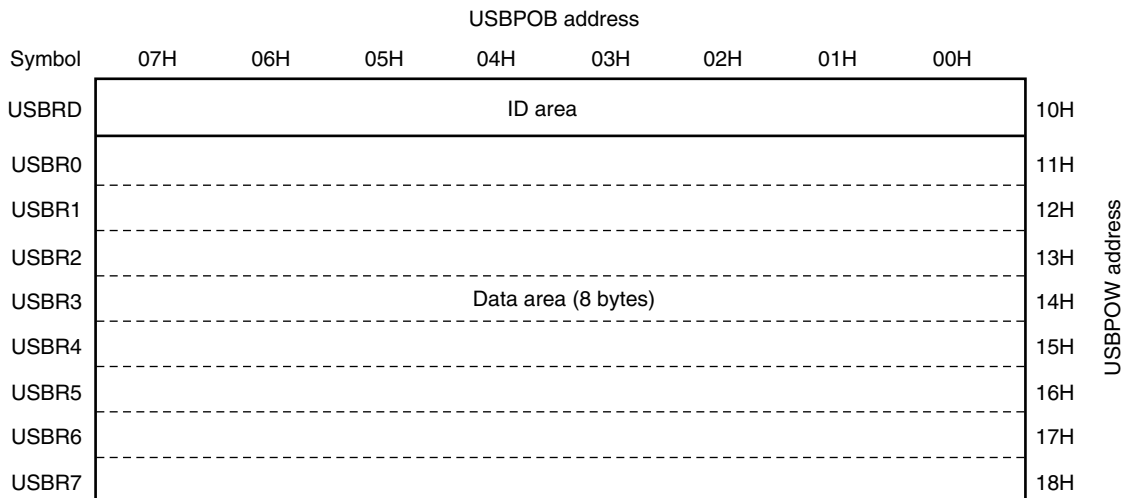 USBPOB address
Symbol 07H 06H 05H 04H 03H 02H 01H 00H
USBRD ID area 10H
USBR0 11H
USBR1 12H
USBR2 13H
USBR3 Data area (8 bytes) 14H
USBR4 15H
USBR5 16H
USBR6 17H
USBR7 18H
USBPOW address